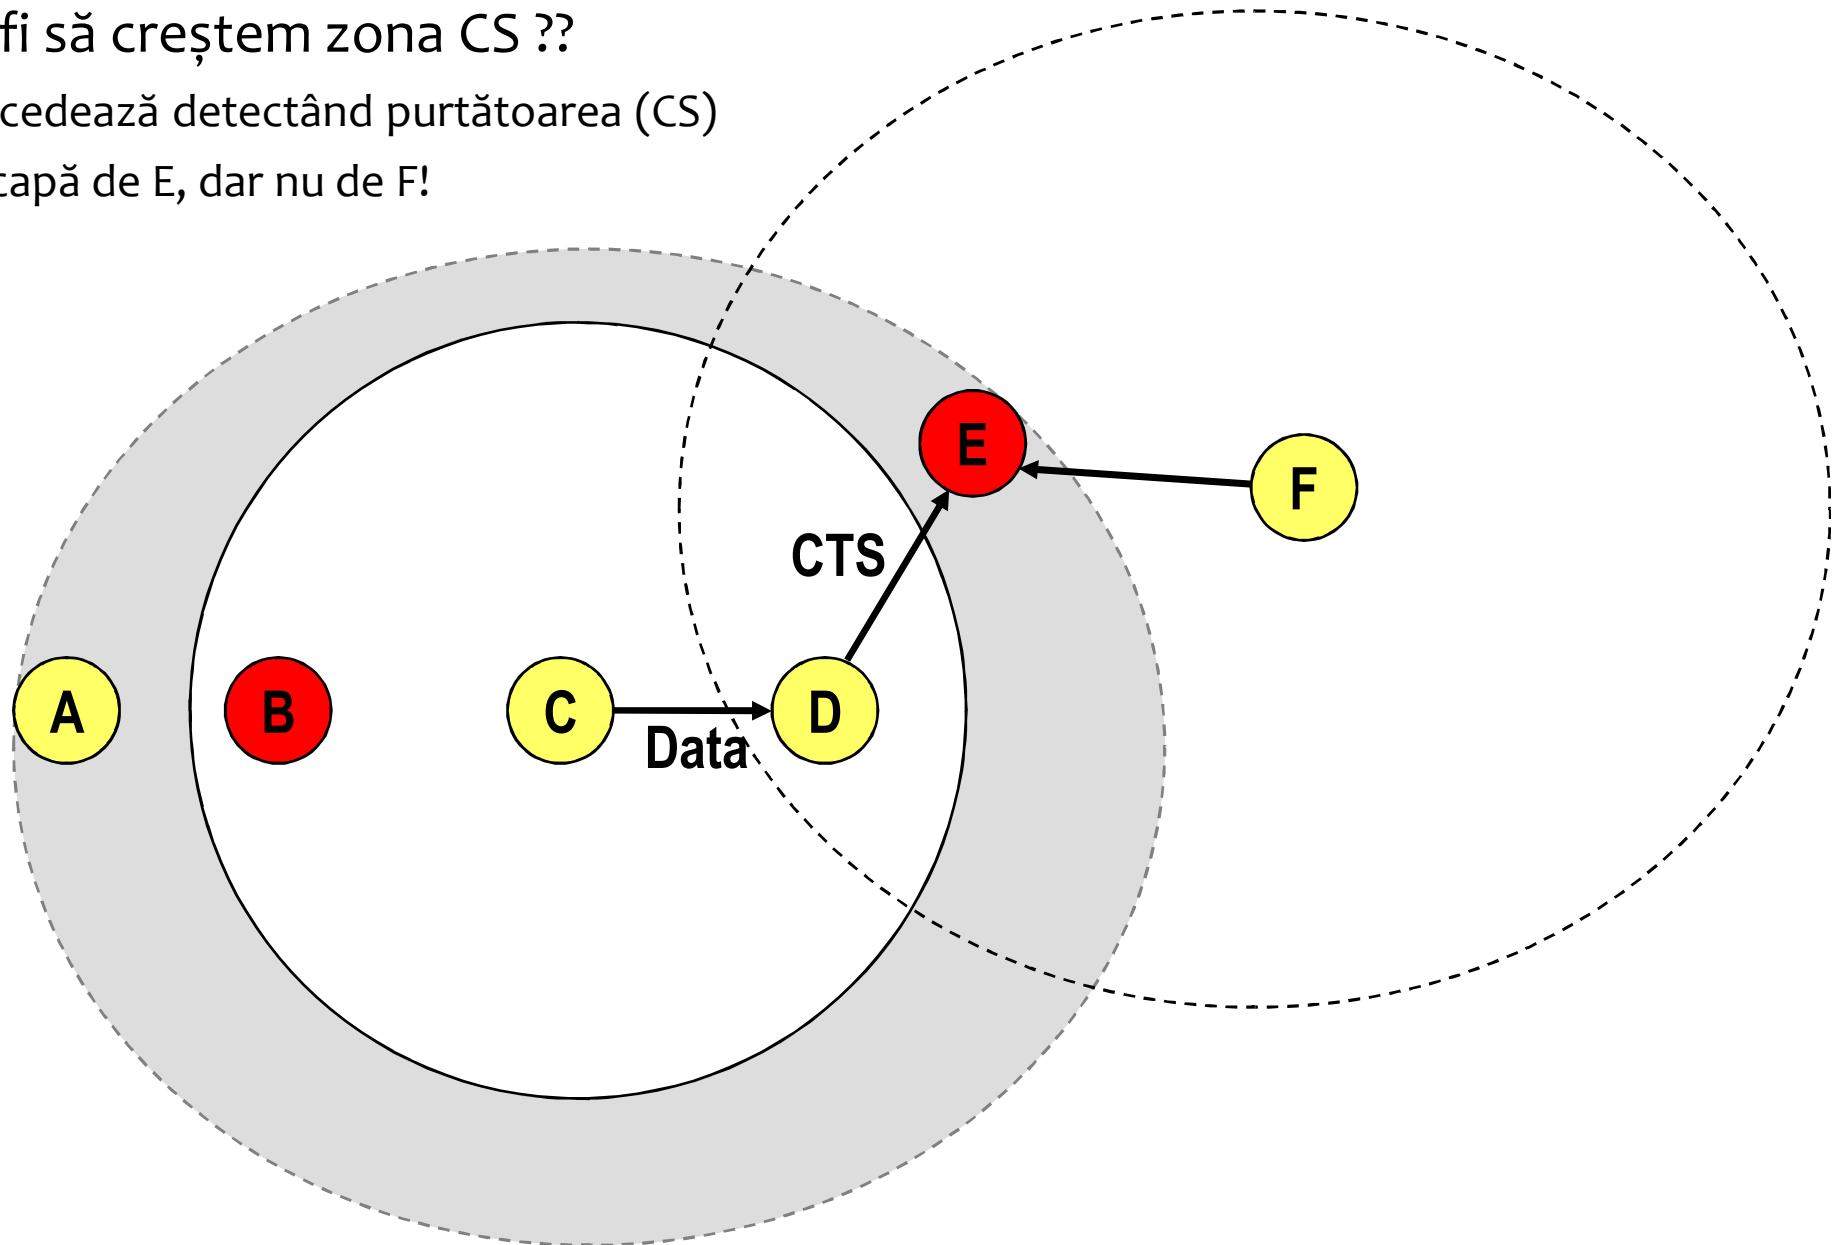 fi să creștem zona CS ??
cedează detectând purtătoarea (CS)
capă de E, dar nu de F!
E
F
CTS
A
B
C
D
Data